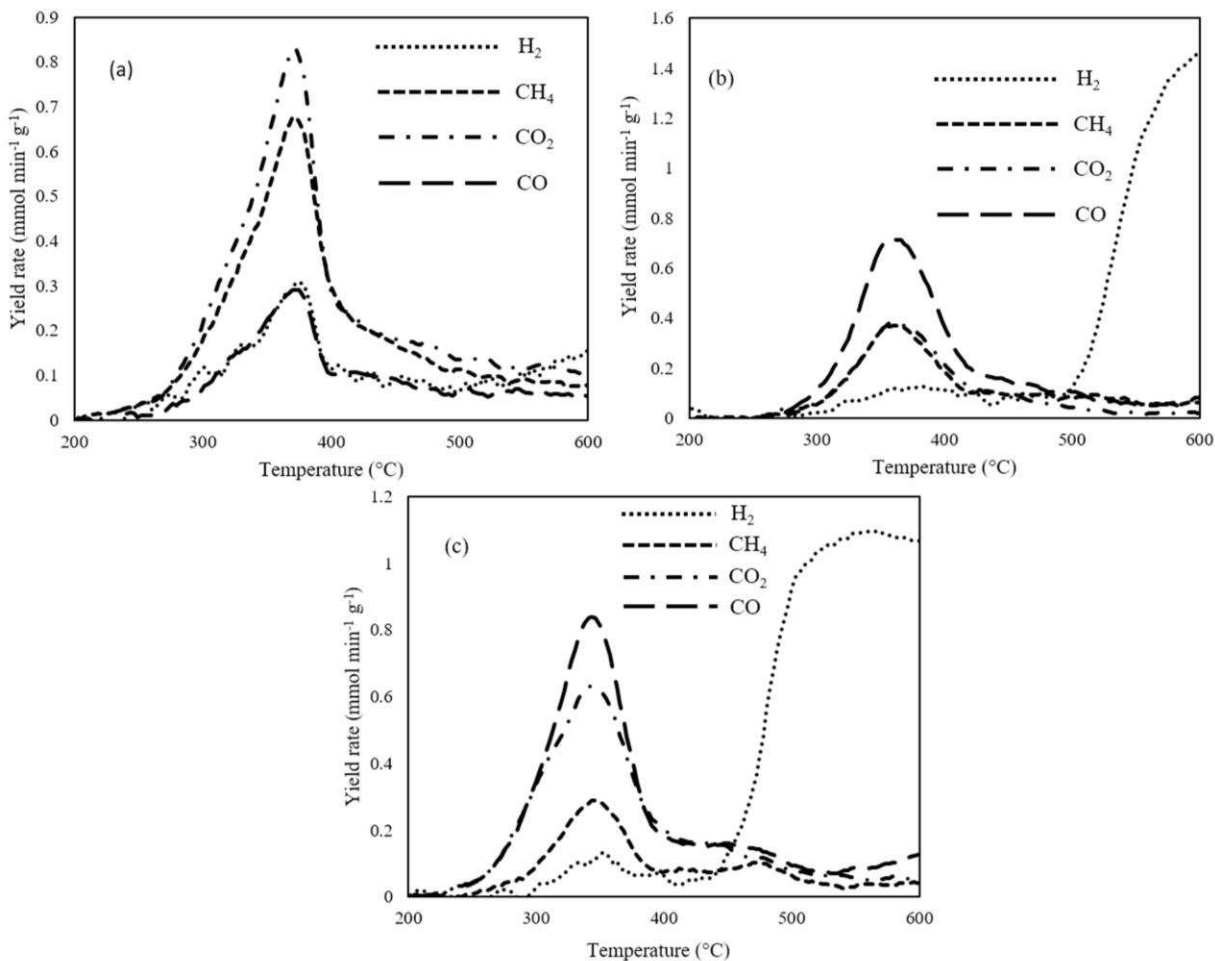 (a)
H₂
CH₄
CO₂
CO
0.9
0.8
0.7
0.6
0.5
0.4
0.3
0.2
0.1
0
Yield rate (mmol min⁻¹ g⁻¹)
200 300 400 500 600
Temperature (°C)
(b)
H₂
CH₄
CO₂
CO
1.6
1.4
1.2
1
0.8
0.6
0.4
0.2
0
Yield rate (mmol min⁻¹ g⁻¹)
200 300 400 500 600
Temperature (°C)
(c)
H₂
CH₄
CO₂
CO
1.2
1
0.8
0.6
0.4
0.2
0
Yield rate (mmol min⁻¹ g⁻¹)
200 300 400 500 600
Temperature (°C)